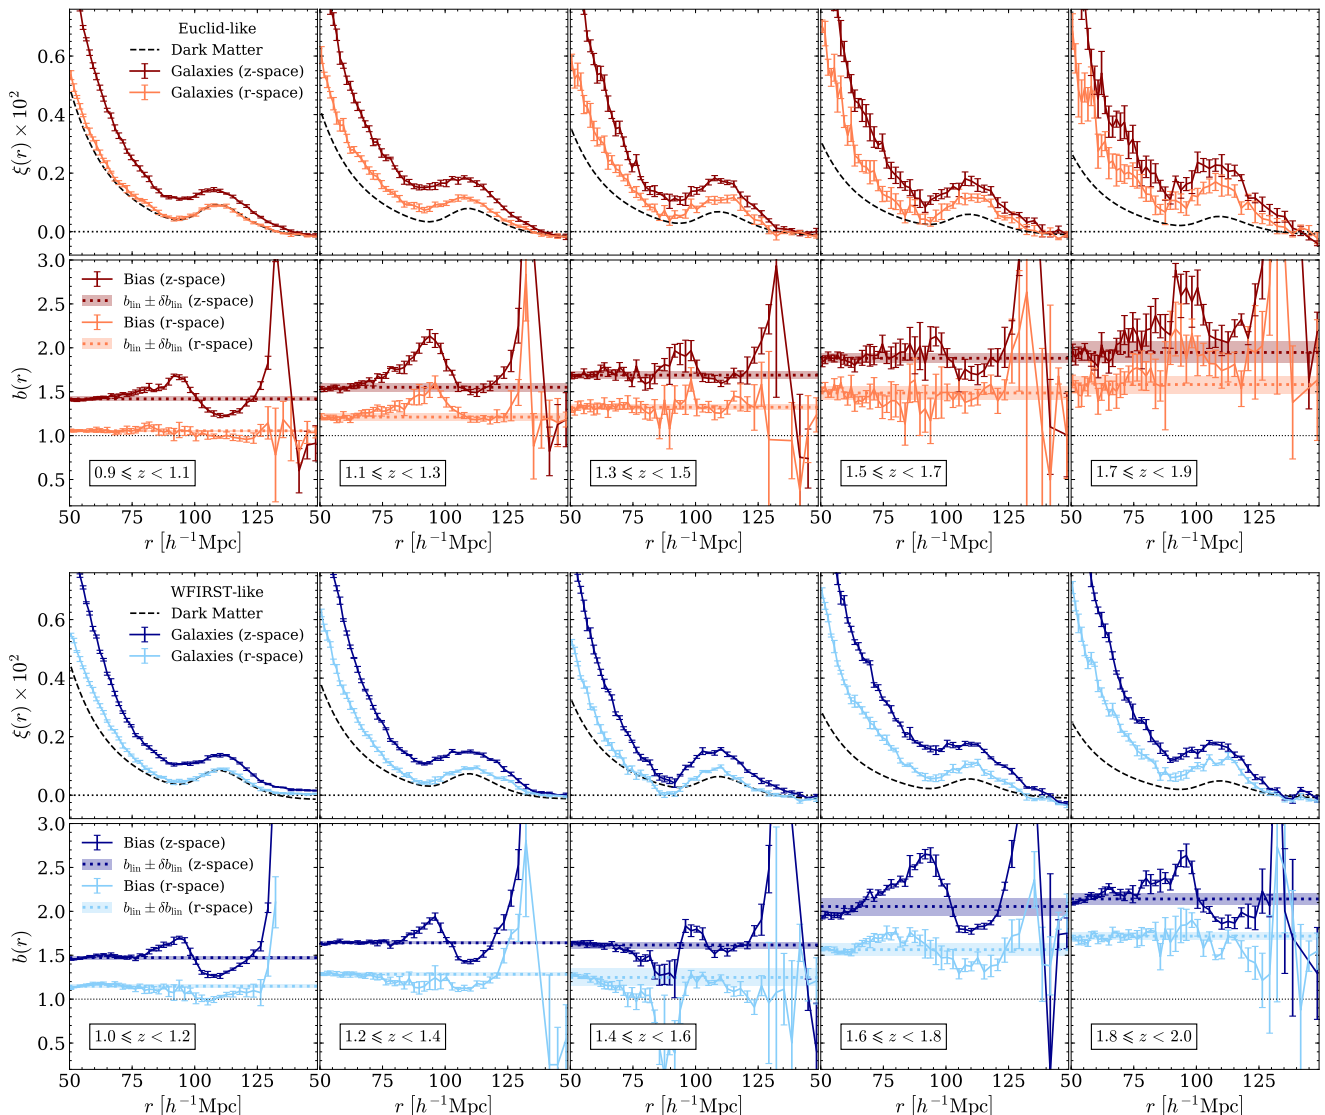 Euclid-like
Dark Matter
Galaxies (z-space)
Galaxies (r-space)
0.6
0.4
0.2
0.0
ξ(r) × 10²
Bias (z-space)
b_lin ± δb_lin (z-space)
Bias (r-space)
b_lin ± δb_lin (r-space)
3.0
2.5
2.0
1.5
1.0
0.5
b(r)
0.9 ⩽ z < 1.1
1.1 ⩽ z < 1.3
1.3 ⩽ z < 1.5
1.5 ⩽ z < 1.7
1.7 ⩽ z < 1.9
50 75 100 125 50 75 100 125 50 75 100 125 50 75 100 125 50 75 100 125
r [h⁻¹Mpc] r [h⁻¹Mpc] r [h⁻¹Mpc] r [h⁻¹Mpc] r [h⁻¹Mpc]
WFIRST-like
Dark Matter
Galaxies (z-space)
Galaxies (r-space)
0.6
0.4
0.2
0.0
ξ(r) × 10²
Bias (z-space)
b_lin ± δb_lin (z-space)
Bias (r-space)
b_lin ± δb_lin (r-space)
3.0
2.5
2.0
1.5
1.0
0.5
b(r)
1.0 ⩽ z < 1.2
1.2 ⩽ z < 1.4
1.4 ⩽ z < 1.6
1.6 ⩽ z < 1.8
1.8 ⩽ z < 2.0
50 75 100 125 50 75 100 125 50 75 100 125 50 75 100 125 50 75 100 125
r [h⁻¹Mpc] r [h⁻¹Mpc] r [h⁻¹Mpc] r [h⁻¹Mpc] r [h⁻¹Mpc]